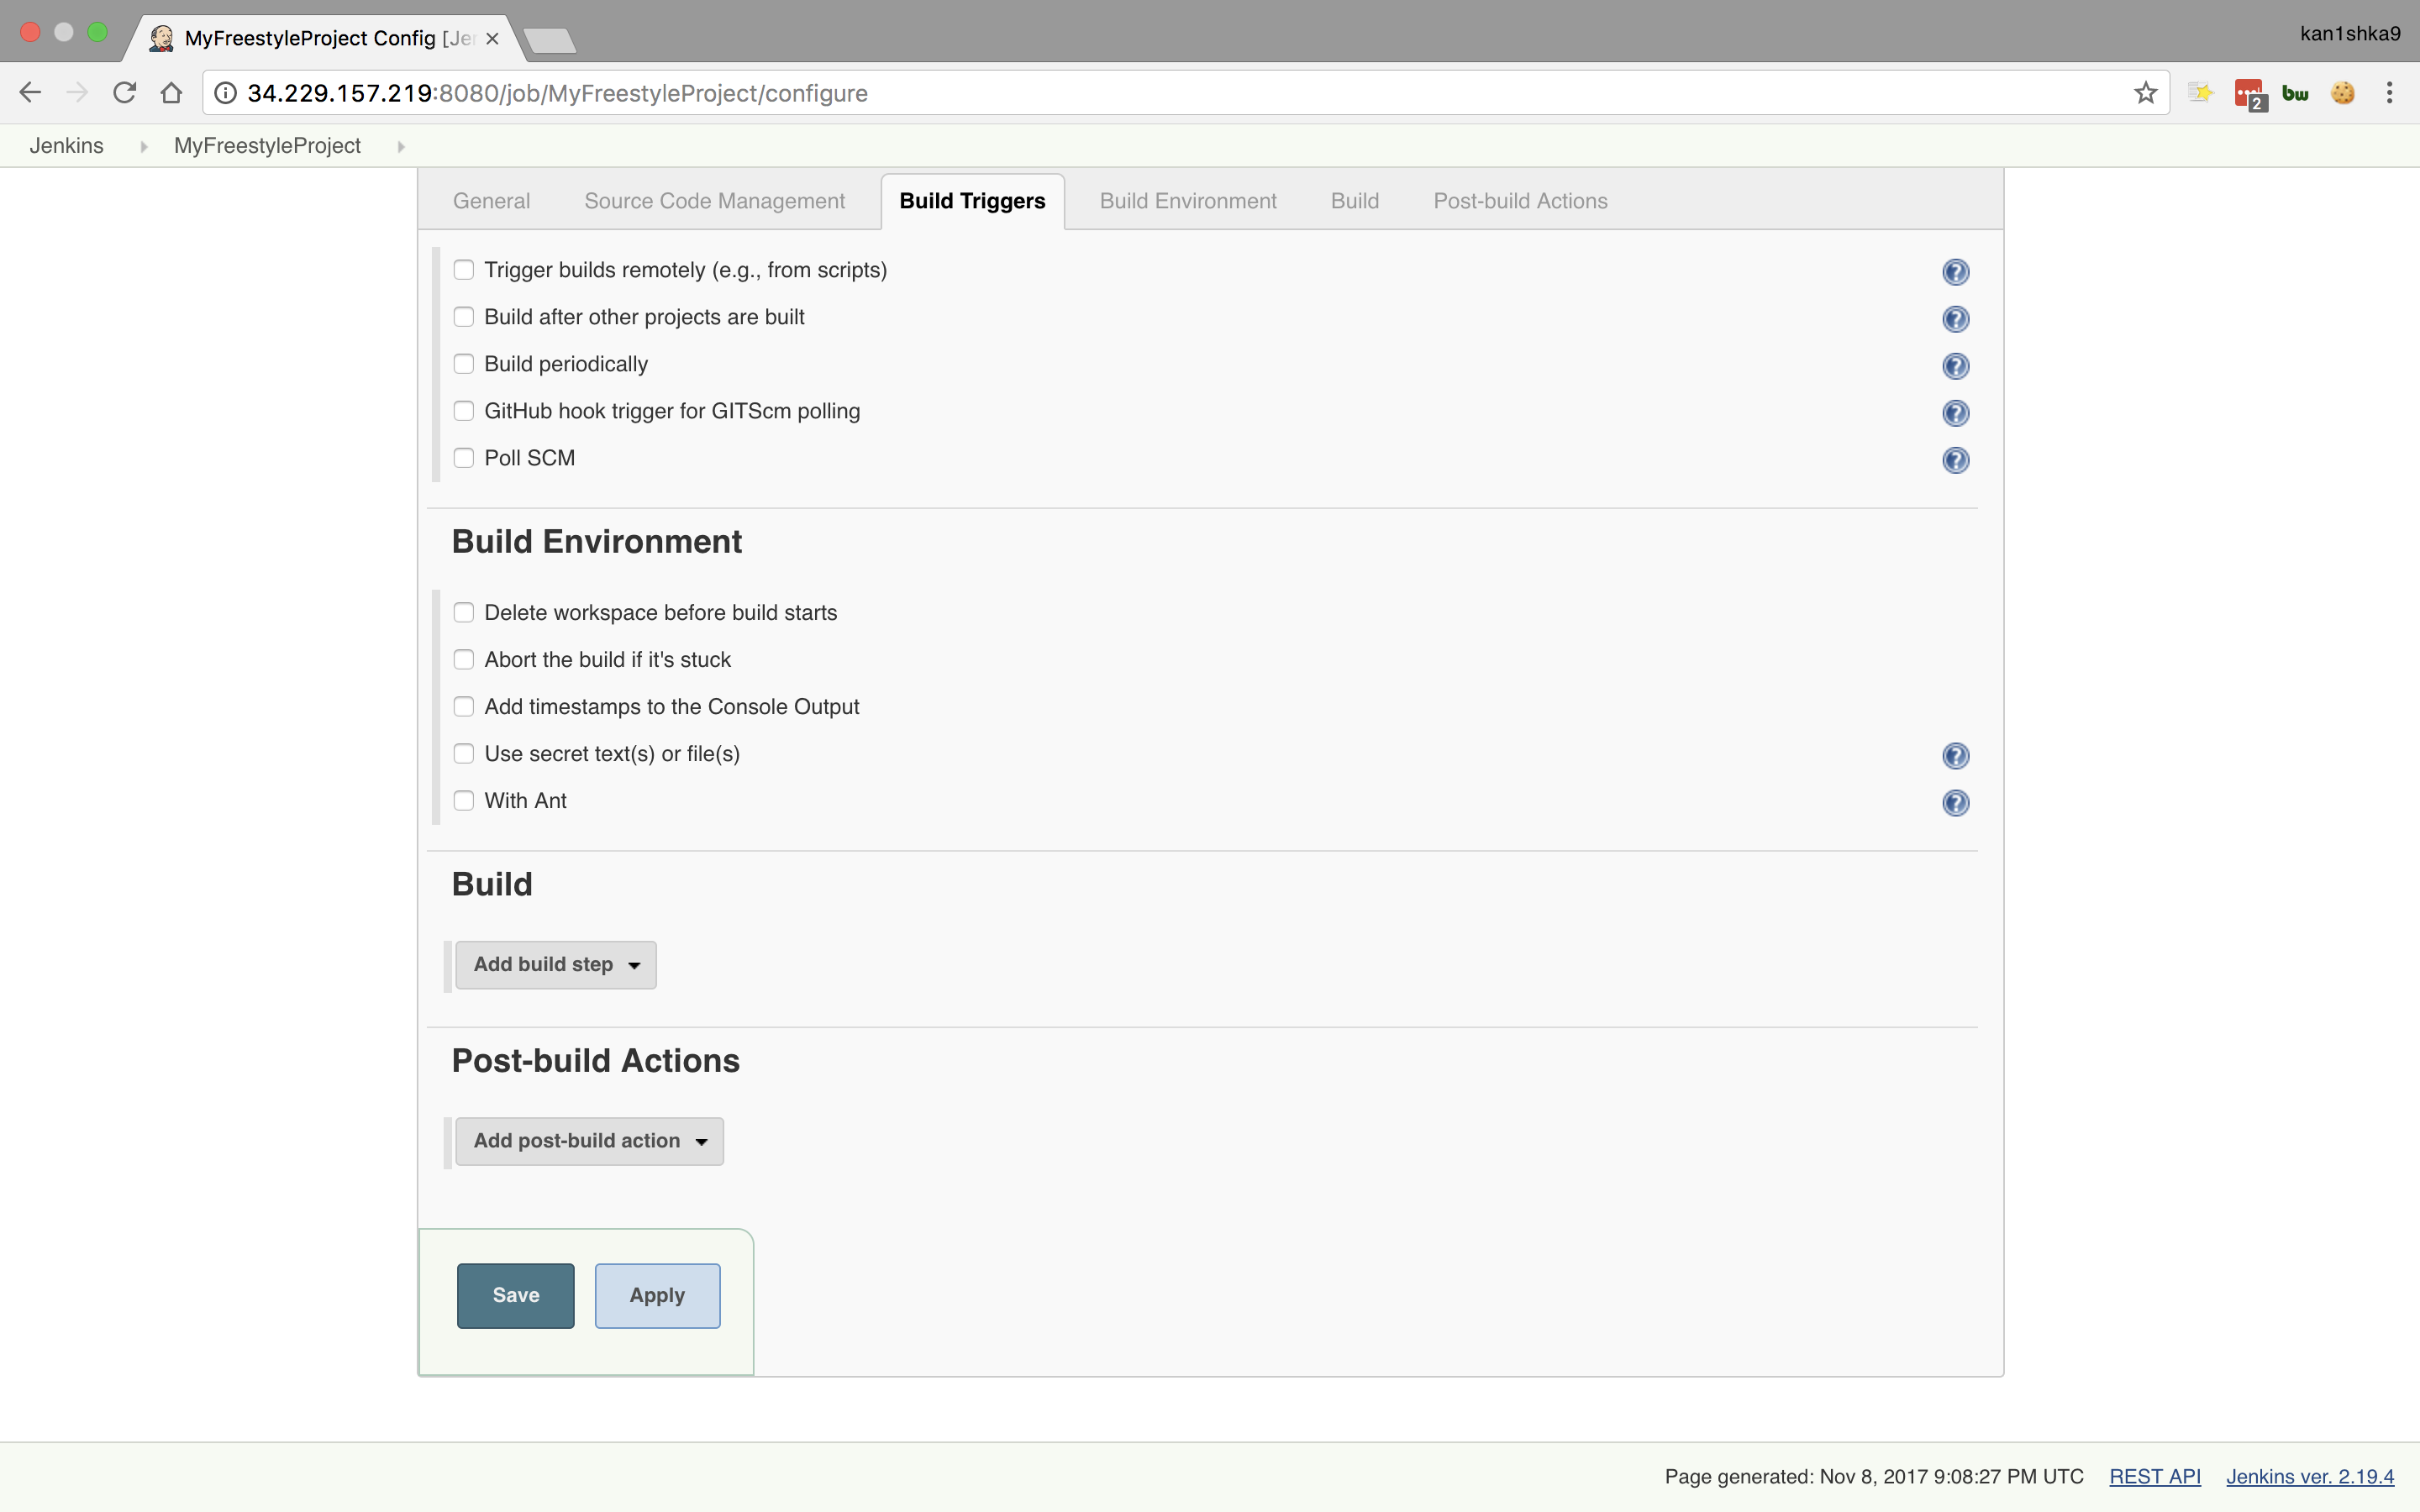 MyFreestyleProject Config [Je
kan1shka9
34.229.157.219:8080/job/MyFreestyleProject/configure
2
bw
Jenkins MyFreestyleProject
General Source Code Management Build Triggers Build Environment Build Post-build Actions
Trigger builds remotely (e.g., from scripts)
Build after other projects are built
Build periodically
GitHub hook trigger for GITScm polling
Poll SCM
Build Environment
Delete workspace before build starts
Abort the build if it's stuck
Add timestamps to the Console Output
Use secret text(s) or file(s)
With Ant
Build
Add build step
Post-build Actions
Add post-build action
Save Apply
Page generated: Nov 8, 2017 9:08:27 PM UTC REST API Jenkins ver. 2.19.4